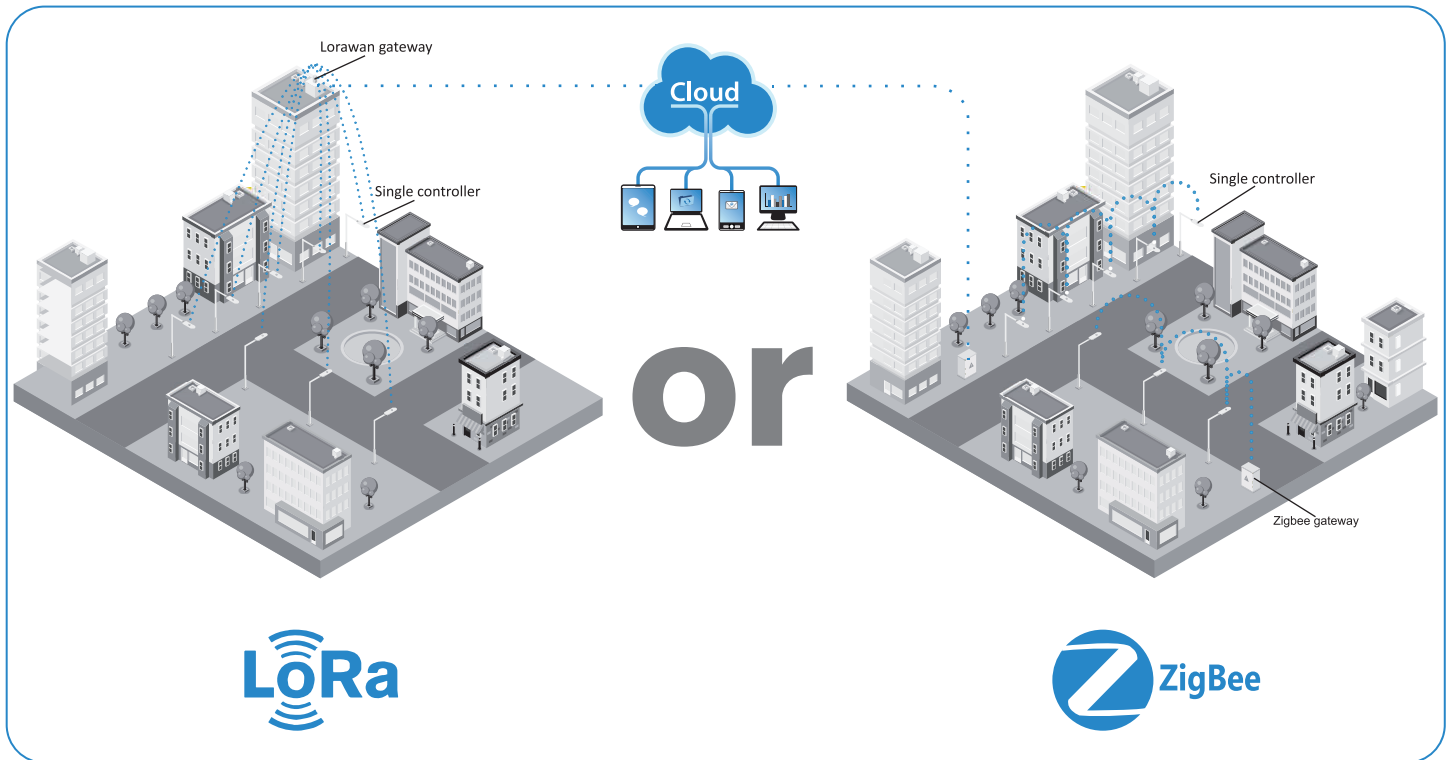 Lorawan gateway
Cloud
Single controller
Single controller
or
Zigbee gateway
LoRa
ZigBee